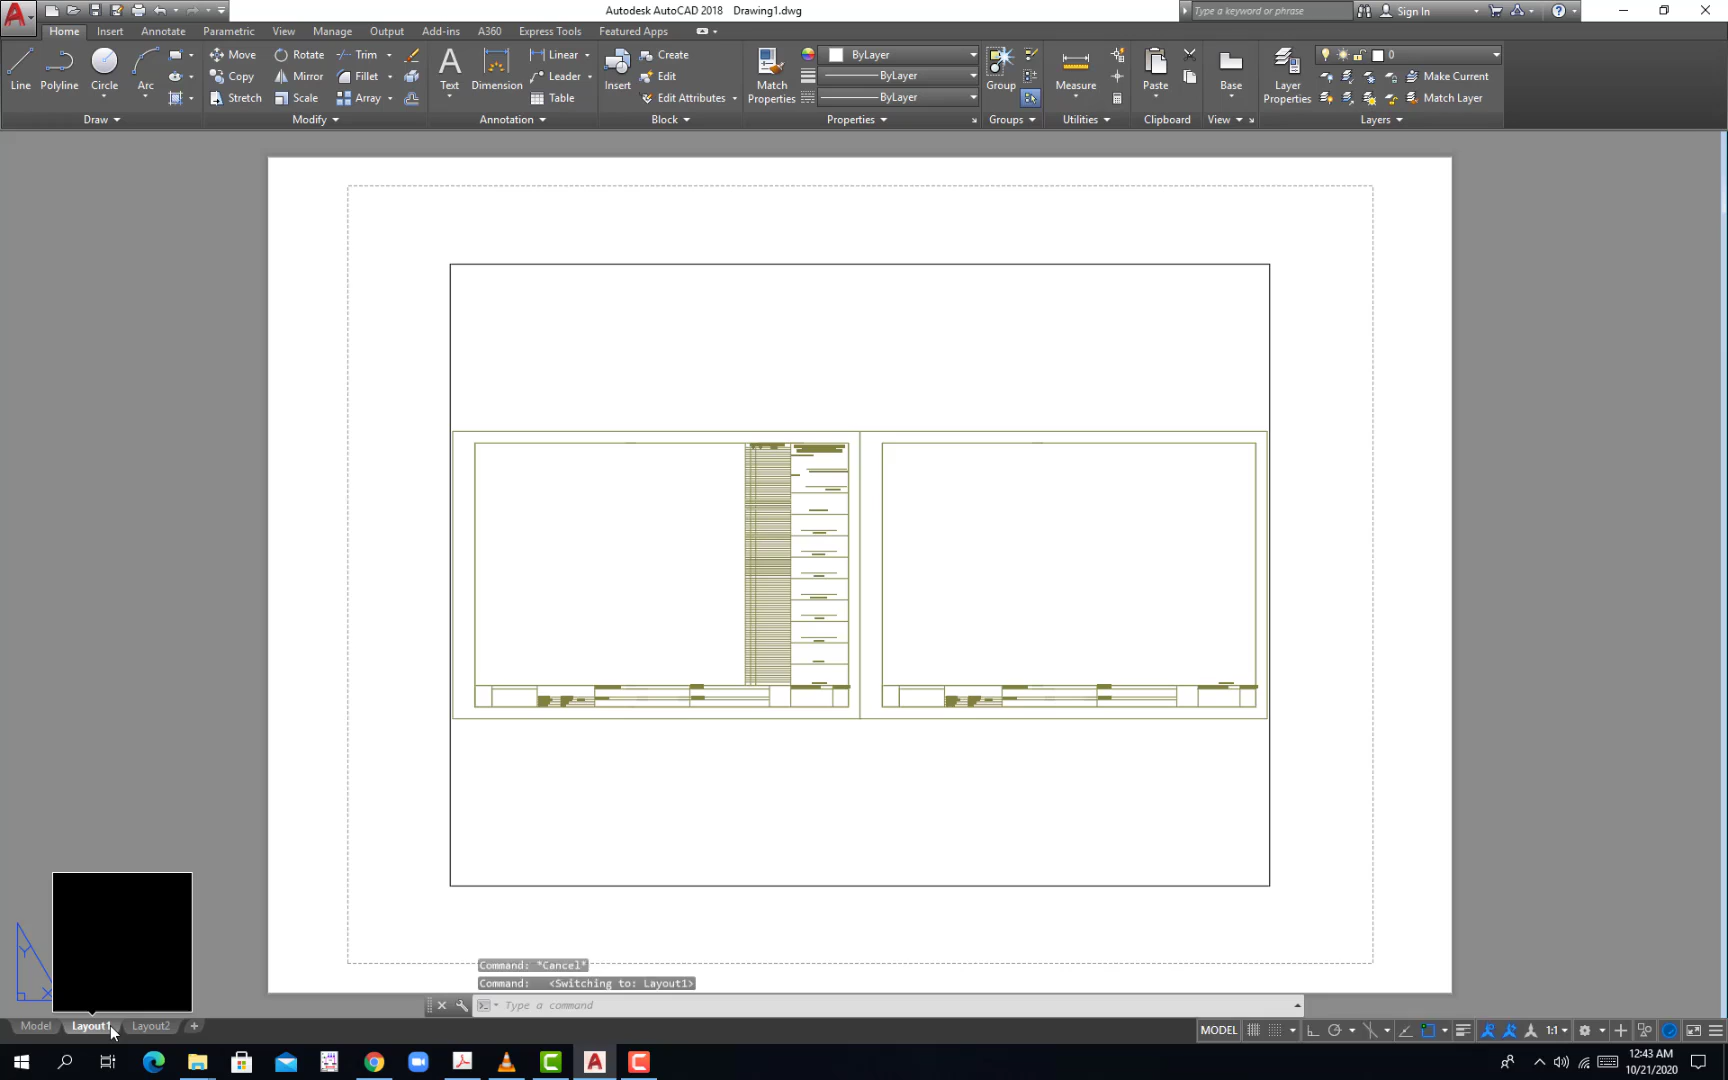 Autodesk AutoCAD 2018 Drawing1.dwg
Type a keyword or phrase
Sign In
Home Insert Annotate Parametric View Manage Output Add-ins A360 Express Tools Featured Apps
Line Polyline Circle Arc
Move Rotate Trim
Copy Mirror Fillet
Stretch Scale Array
Text Dimension
Linear
Leader
Table
Insert
Create
Edit
Edit Attributes
Match Properties
ByLayer
ByLayer
ByLayer
Group
Measure
Paste
Base
Layer Properties
0
Make Current
Match Layer
Draw Modify Annotation Block Properties Groups Utilities Clipboard View Layers
Y
X
Command: *Cancel*
Command: <Switching to: Layout1>
Type a command
Model Layout1 Layout2 +
MODEL
1:1
12:43 AM
10/21/2020